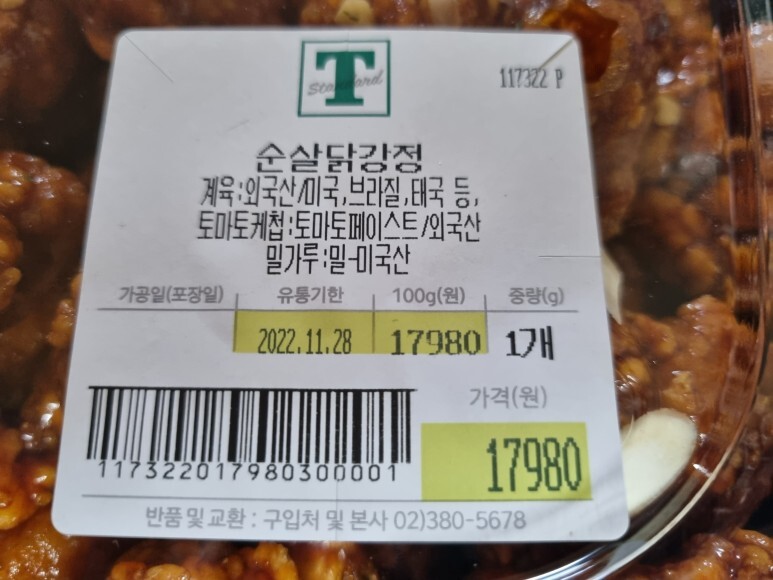 T
Standard
117322 P
순살닭강정
계육:외국산/미국,브라질,태국 등,
토마토케첩:토마토페이스트/외국산
밀가루:밀-미국산
가공일(포장일) 유통기한 100g(원) 중량(g)
2022.11.28 17980 1개
가격(원)
17980
117322017980300001
반품 및 교환 : 구입처 및 본사 02)380-5678